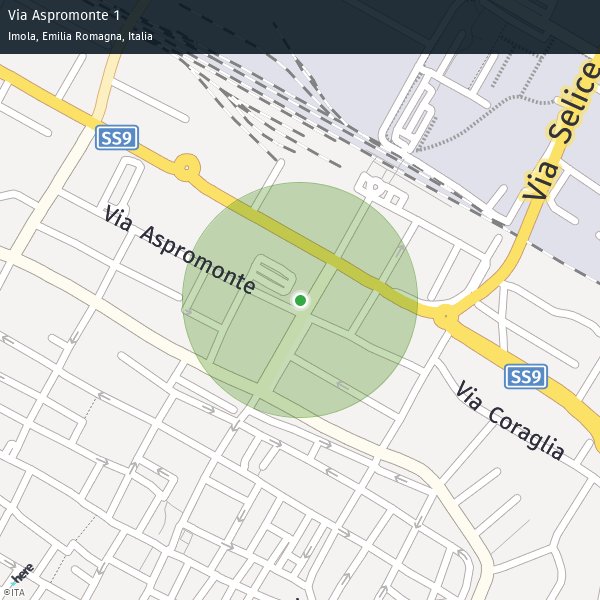 Via Aspromonte 1
Imola, Emilia Romagna, Italia
Via Selice
SS9
Via Aspromonte
SS9
Via Coraglia
here
©ITA